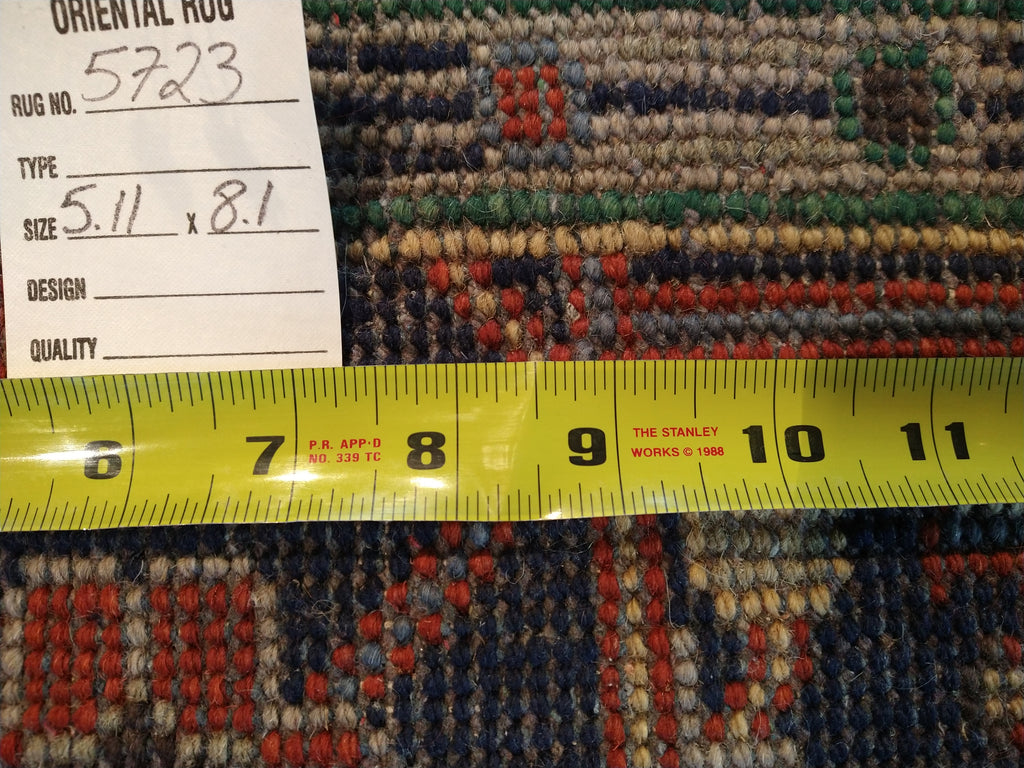 ORIENTAL RUG
RUG NO. 5723
TYPE
SIZE 5.11 X 8.1
DESIGN
QUALITY
6 7 P.R. APP'D 8 9 THE STANLEY 10 11
NO. 339 TC WORKS © 1988